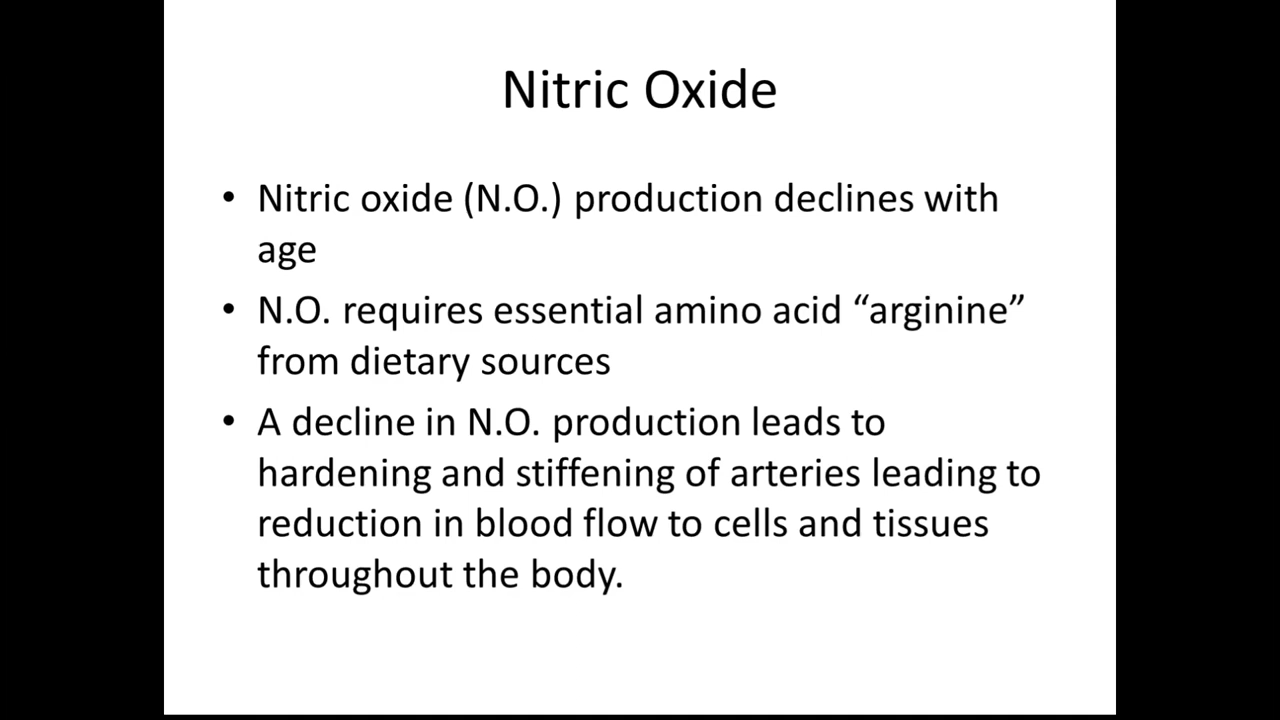 Nitric Oxide
• Nitric oxide (N.O.) production declines with
age
• N.O. requires essential amino acid “arginine”
from dietary sources
• A decline in N.O. production leads to
hardening and stiffening of arteries leading to
reduction in blood flow to cells and tissues
throughout the body.